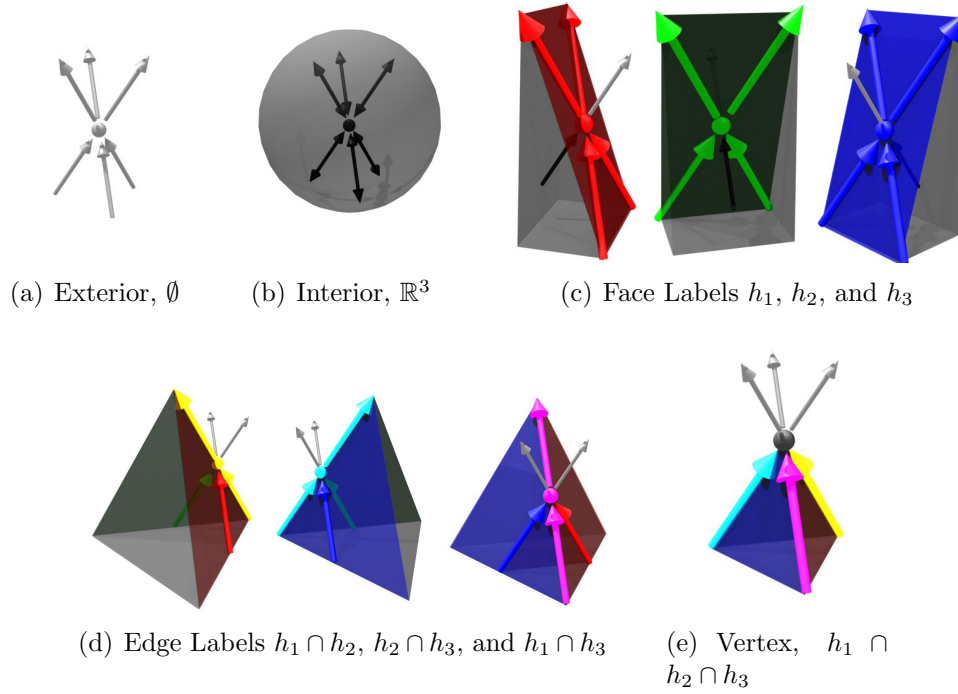 (a) Exterior, ∅
(b) Interior, ℝ³
(c) Face Labels h₁, h₂, and h₃
(d) Edge Labels h₁ ∩ h₂, h₂ ∩ h₃, and h₁ ∩ h₃
(e) Vertex, h₁ ∩
h₂ ∩ h₃